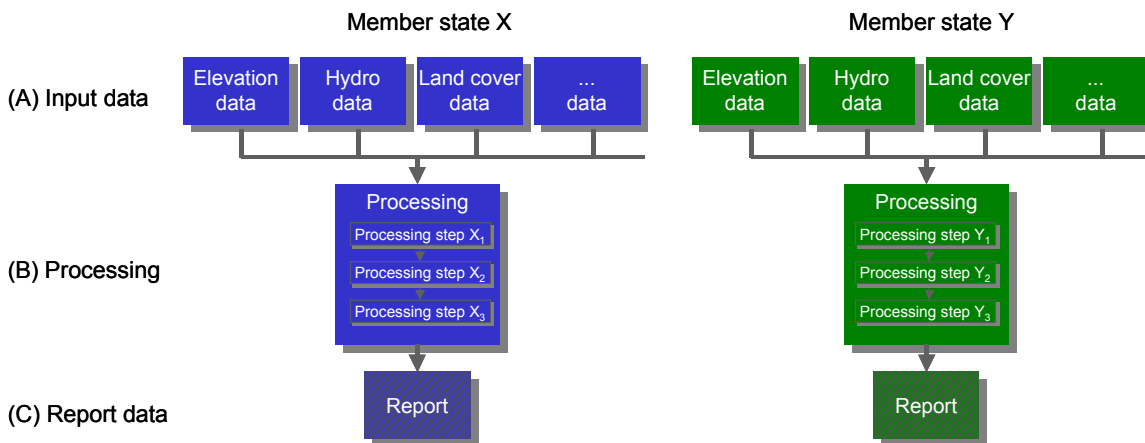 Member state X
Member state Y
(A) Input data
Elevation
data
Hydro
data
Land cover
data
...
data
Elevation
data
Hydro
data
Land cover
data
...
data
(B) Processing
Processing
Processing step X₁
Processing step X₂
Processing step X₃
Processing
Processing step Y₁
Processing step Y₂
Processing step Y₃
(C) Report data
Report
Report